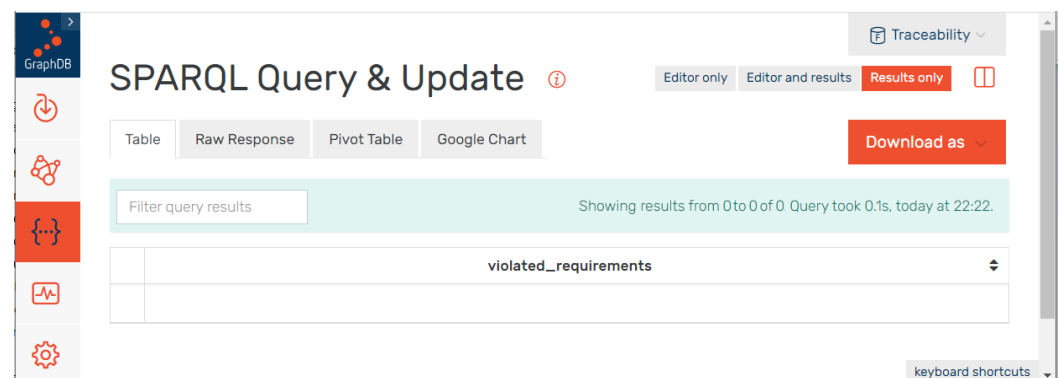 Traceability
GraphDB
SPARQL Query & Update
Editor only Editor and results Results only
Table Raw Response Pivot Table Google Chart
Download as
Filter query results
Showing results from 0 to 0 of 0. Query took 0.1s, today at 22:22.
violated_requirements
keyboard shortcuts